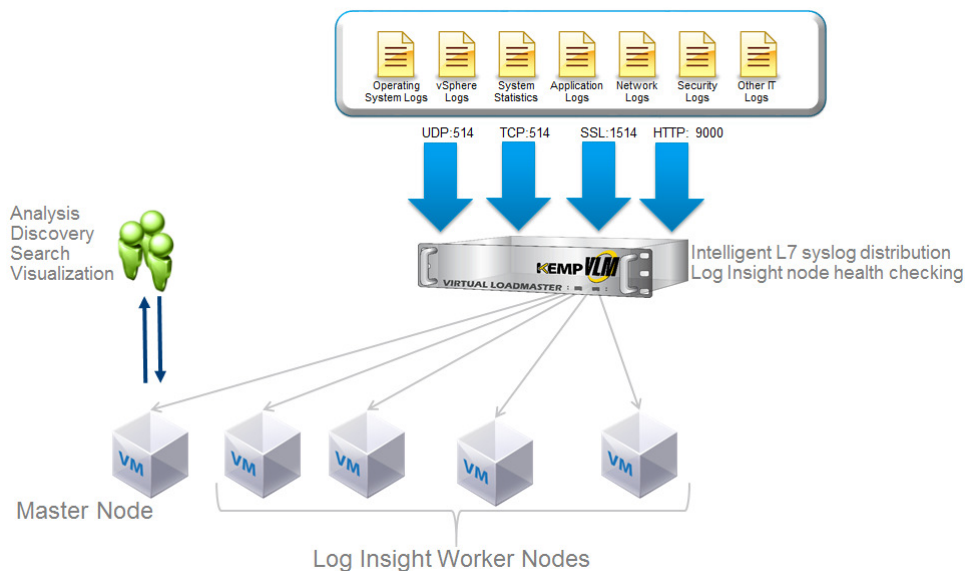 Operating
System Logs
vSphere
Logs
System
Statistics
Application
Logs
Network
Logs
Security
Logs
Other IT
Logs
UDP:514
TCP:514
SSL:1514
HTTP: 9000
Analysis
Discovery
Search
Visualization
KEMP VLM
VIRTUAL LOADMASTER
Intelligent L7 syslog distribution
Log Insight node health checking
VM
VM
VM
VM
VM
Master Node
Log Insight Worker Nodes